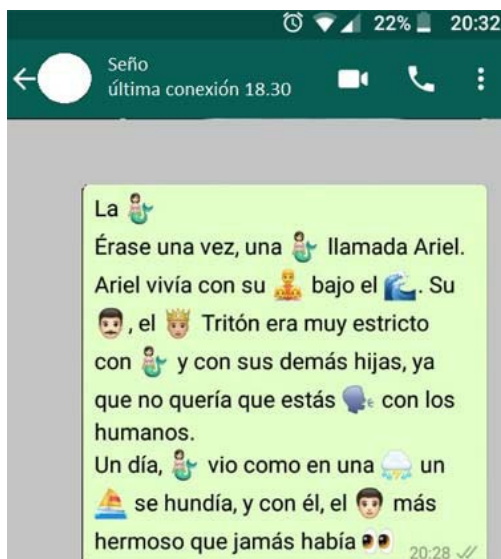 22% 20:32
Seño
última conexión 18.30
La 🧜‍♀️
Érase una vez, una 🧜‍♀️ llamada Ariel.
Ariel vivía con su 👪 bajo el 🌊. Su
👨, el 🤴 Tritón era muy estricto
con 🧜‍♀️ y con sus demás hijas, ya
que no quería que estás 🗣️ con los
humanos.
Un día, 🧜‍♀️ vio como en una ⛈️ un
⛵ se hundía, y con él, el 👦 más
hermoso que jamás había 👀 20:28